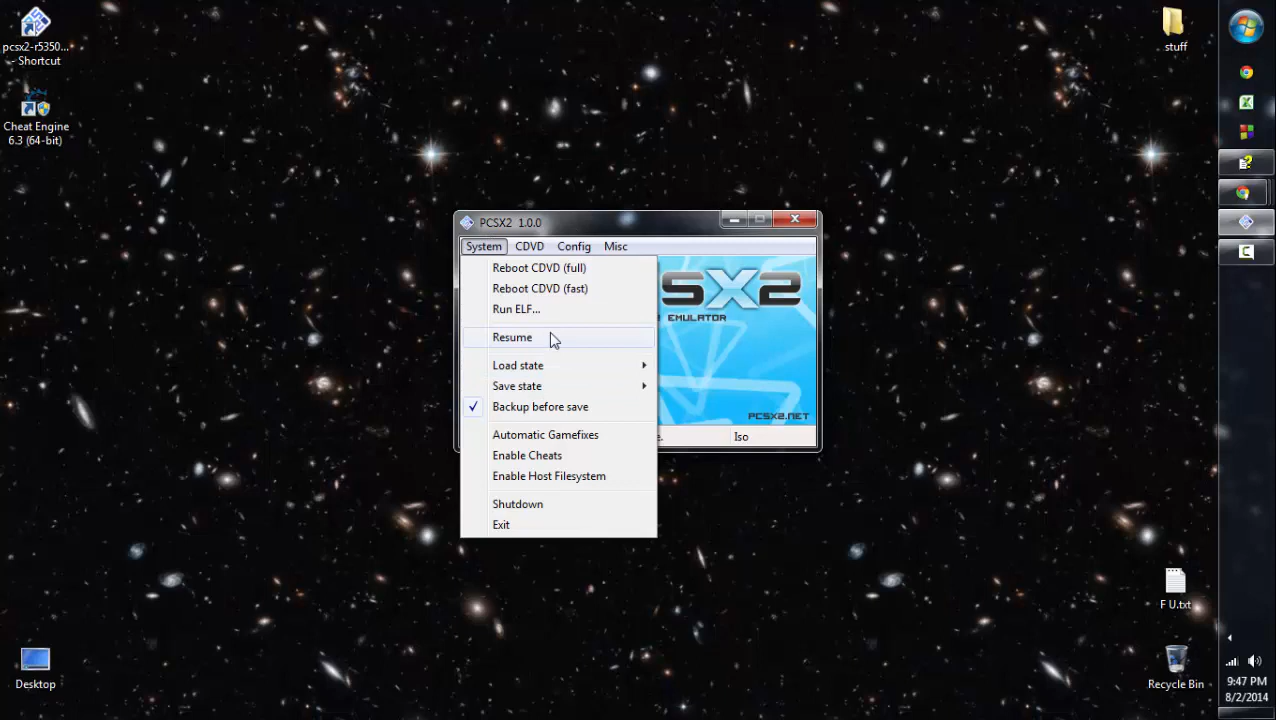 pcsx2-r5350...
- Shortcut
Cheat Engine
6.3 (64-bit)
Desktop
stuff
PCSX2 1.0.0
System CDVD Config Misc
Reboot CDVD (full)
Reboot CDVD (fast)
Run ELF...
Resume
Load state
Save state
Backup before save
Automatic Gamefixes
Enable Cheats
Enable Host Filesystem
Shutdown
Exit
SX2
EMULATOR
PCSX2.NET
e.
Iso
F U.txt
Recycle Bin
9:47 PM
8/2/2014